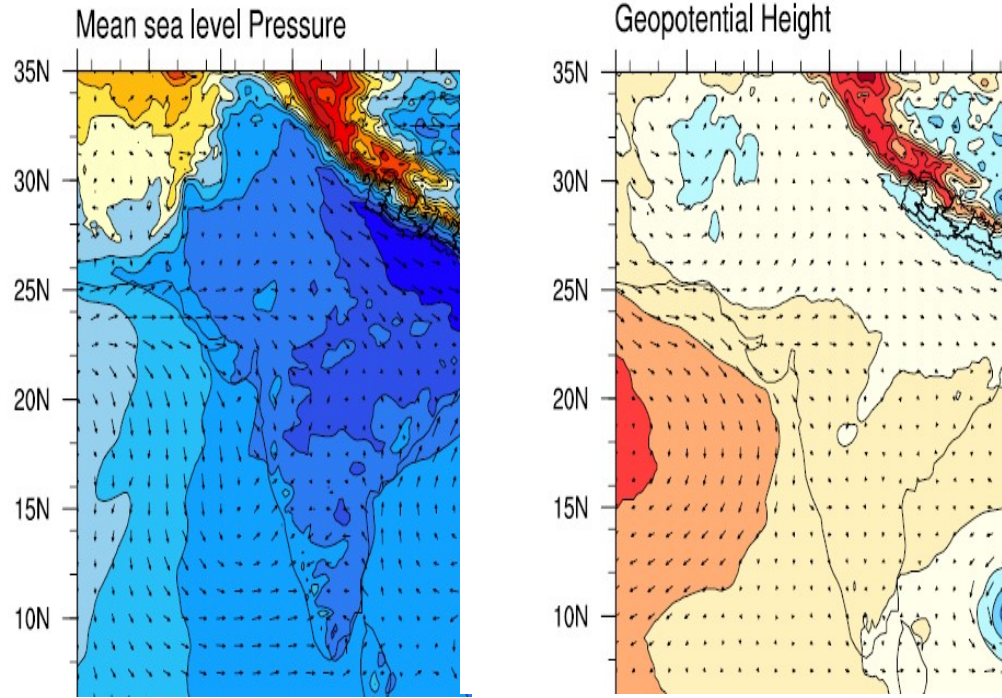 Mean sea level Pressure
35N
30N
25N
20N
15N
10N
Geopotential Height
35N
30N
25N
20N
15N
10N